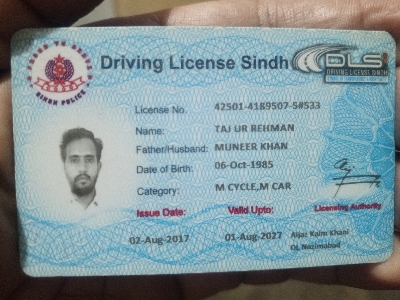 Driving License Sindh
DLS
DRIVING LICENSE SINDH
SINDH POLICE
License No. 42501-4189507-5#533
Name: TAJ UR REHMAN
Father/Husband: MUNEER KHAN
Date of Birth: 06-Oct-1985
Category: M CYCLE,M CAR
Issue Date: Valid Upto: Licensing Authority
02-Aug-2017 01-Aug-2027 Aijaz Kaim Khani
DL Nazimabad